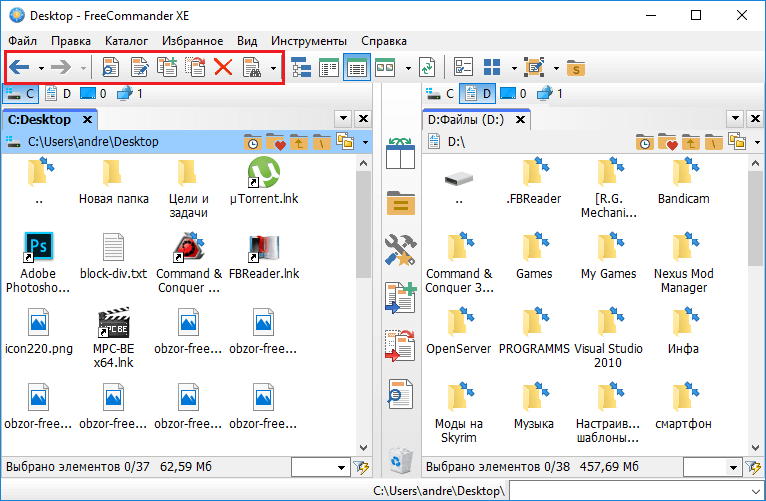 Desktop - FreeCommander XE
Файл Правка Каталог Избранное Вид Инструменты Справка
S
C D 0 1
C D 0 1
C:Desktop
D:Файлы (D:)
C:\Users\andre\Desktop
D:\
.. Новая папка Цели и задачи µTorrent.lnk
.. .FBReader [R.G. Mechani... Bandicam
Ps
Adobe Photosho... block-div.txt Command & Conquer ... FBReader.lnk
Command & Conquer 3... Games My Games Nexus Mod Manager
MPC-BE
icon220.png MPC-BE x64.lnk obzor-free... obzor-free...
OpenServer PROGRAMMS Visual Studio 2010 Инфа
obzor-free... obzor-free... obzor-free... obzor-free...
Моды на Skyrim Музыка Настраив... шаблоны... смартфон
Выбрано элементов 0/37 62,59 Мб
Выбрано элементов 0/38 457,69 Мб
C:\Users\andre\Desktop\